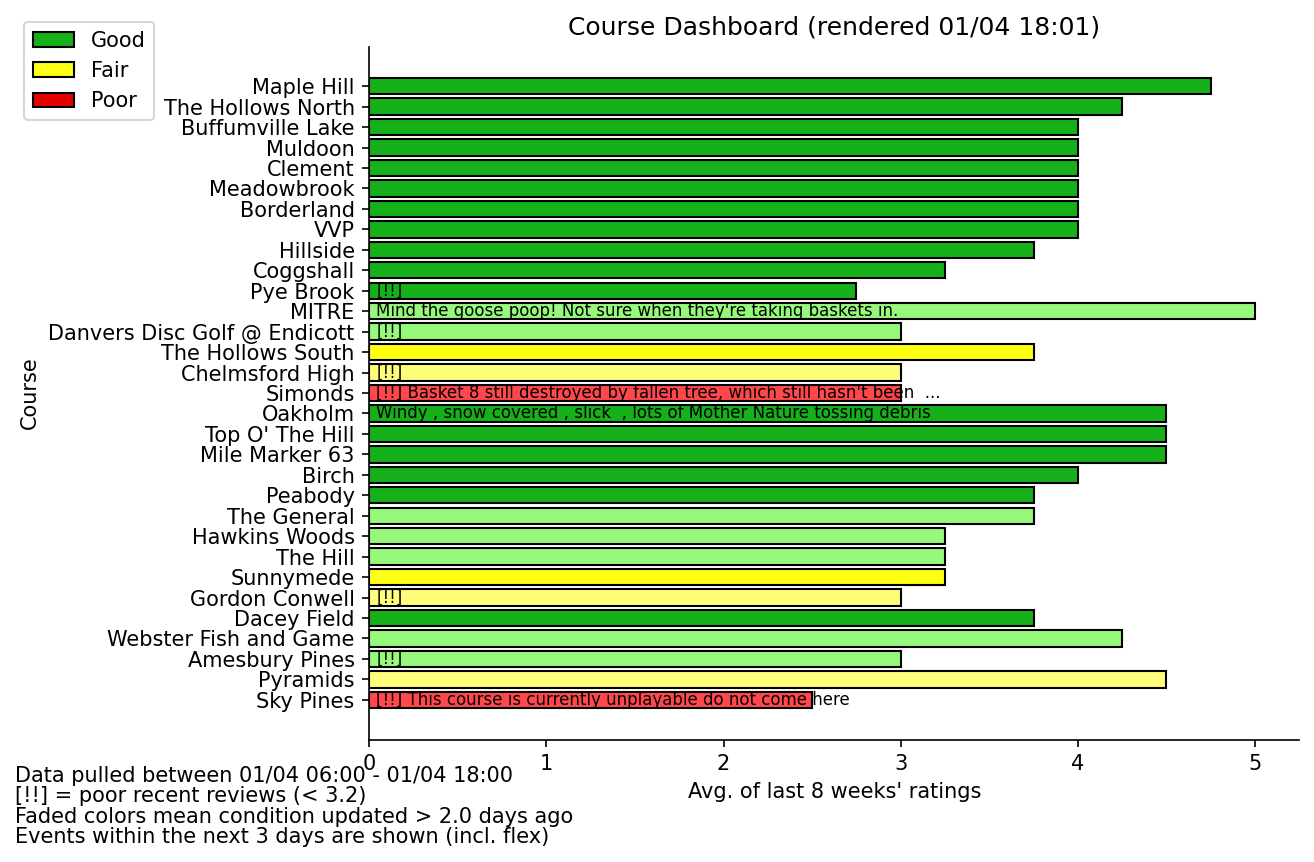 Course Dashboard (rendered 01/04 18:01)
Good
Fair
Poor
Course
Maple Hill
The Hollows North
Buffumville Lake
Muldoon
Clement
Meadowbrook
Borderland
VVP
Hillside
Coggshall
Pye Brook [!!]
MITRE Mind the goose poop! Not sure when they're taking baskets in.
Danvers Disc Golf @ Endicott [!!]
The Hollows South
Chelmsford High [!!]
Simonds [!!] Basket 8 still destroyed by fallen tree, which still hasn't been ...
Oakholm Windy , snow covered , slick , lots of Mother Nature tossing debris
Top O' The Hill
Mile Marker 63
Birch
Peabody
The General
Hawkins Woods
The Hill
Sunnymede
Gordon Conwell [!!]
Dacey Field
Webster Fish and Game
Amesbury Pines [!!]
Pyramids
Sky Pines [!!] This course is currently unplayable do not come here
0 1 2 3 4 5
Avg. of last 8 weeks' ratings
Data pulled between 01/04 06:00 - 01/04 18:00
[!!] = poor recent reviews (< 3.2)
Faded colors mean condition updated > 2.0 days ago
Events within the next 3 days are shown (incl. flex)